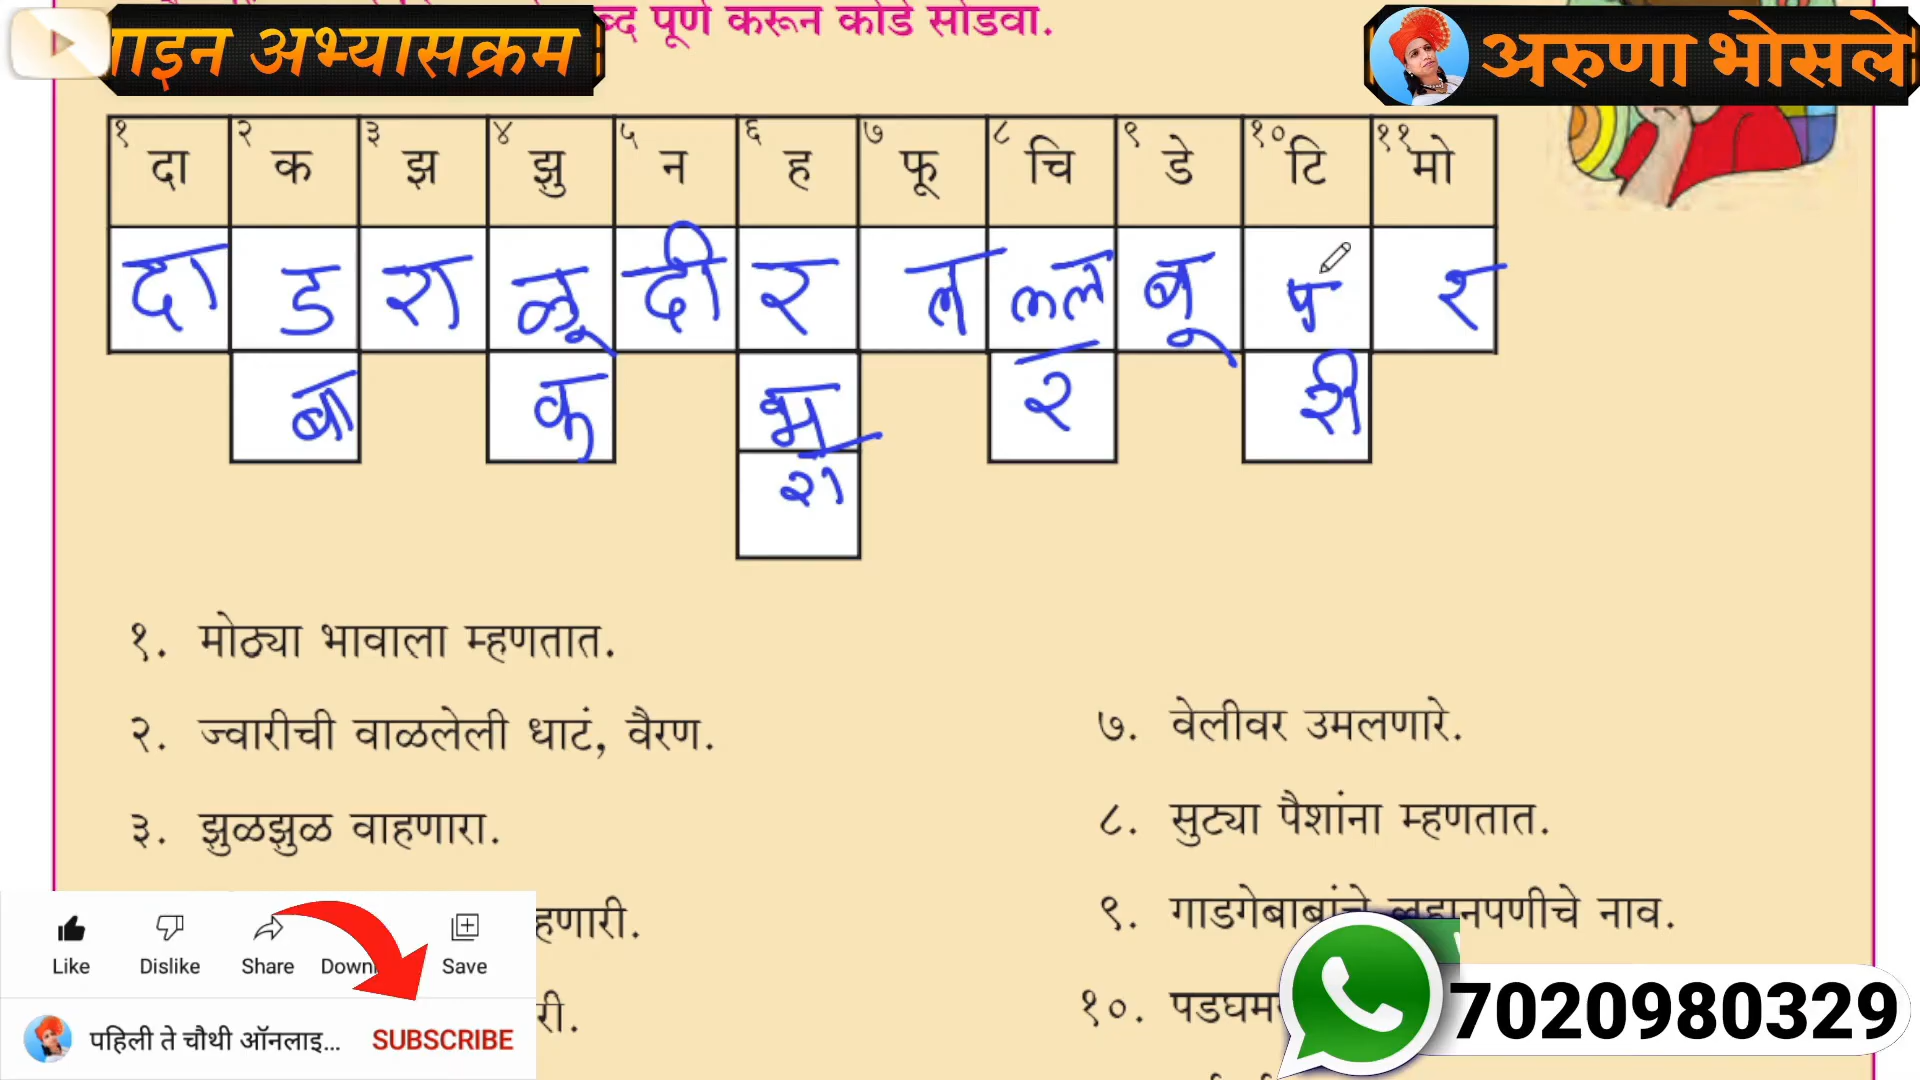 ब्द पूर्ण करून कोडे सोडवा.
लाइन अभ्यासक्रम
अरुणा भोसले
१ २ ३ ४ ५ ६ ७ ८ ९ १० ११
दा क झ झु न ह फू चि डे टि मो
दा ड रा ळू दी र ल ल्ल बू प र
बा क भ र री
रा
१. मोठ्या भावाला म्हणतात.
२. ज्वारीची वाळलेली धाटं, वैरण.
७. वेलीवर उमलणारे.
३. झुळझुळ वाहणारा.
८. सुट्या पैशांना म्हणतात.
हणारी.
९. गाडगेबाबांचे लहानपणीचे नाव.
Like Dislike Share Downl Save
री.
१०. पडघम
7020980329
पहिली ते चौथी ऑनलाइ... SUBSCRIBE